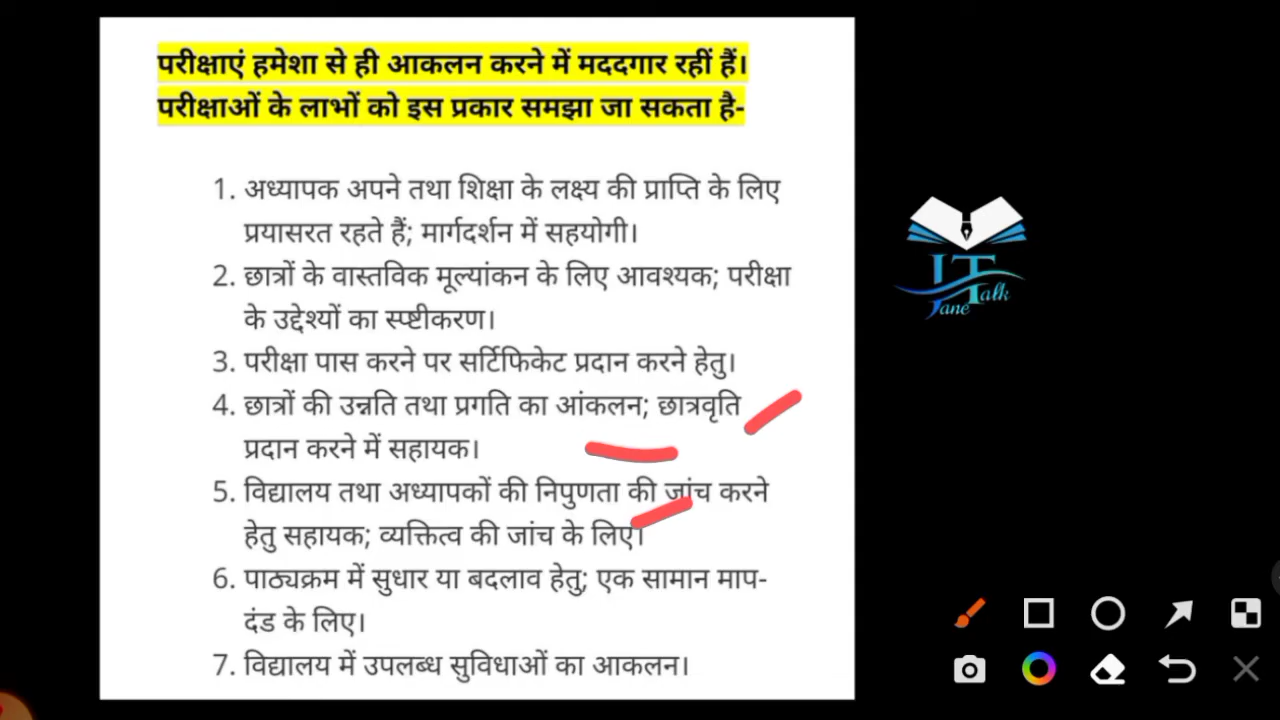 परीक्षाएं हमेशा से ही आकलन करने में मददगार रहीं हैं।
परीक्षाओं के लाभों को इस प्रकार समझा जा सकता है-
1. अध्यापक अपने तथा शिक्षा के लक्ष्य की प्राप्ति के लिए
प्रयासरत रहते हैं; मार्गदर्शन में सहयोगी।
2. छात्रों के वास्तविक मूल्यांकन के लिए आवश्यक; परीक्षा
के उद्देश्यों का स्पष्टीकरण।
3. परीक्षा पास करने पर सर्टिफिकेट प्रदान करने हेतु।
4. छात्रों की उन्नति तथा प्रगति का आंकलन; छात्रवृति
प्रदान करने में सहायक।
5. विद्यालय तथा अध्यापकों की निपुणता की जांच करने
हेतु सहायक; व्यक्तित्व की जांच के लिए।
6. पाठ्यक्रम में सुधार या बदलाव हेतु; एक सामान माप-
दंड के लिए।
7. विद्यालय में उपलब्ध सुविधाओं का आकलन।
Jane Talk